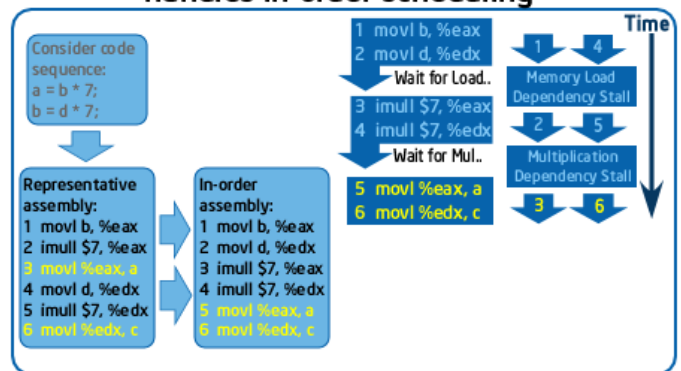 handles in-order scheduling
Consider code
sequence:
a = b * 7;
b = d * 7;
Representative
assembly:
1 movl b, %eax
2 imull $7, %eax
3 movl %eax, a
4 movl d, %edx
5 imull $7, %edx
6 movl %edx, c
In-order
assembly:
1 movl b, %eax
2 movl d, %edx
3 imull $7, %eax
4 imull $7, %edx
5 movl %eax, a
6 movl %edx, c
1 movl b, %eax
2 movl d, %edx
Wait for Load..
3 imull $7, %eax
4 imull $7, %edx
Wait for Mul..
5 movl %eax, a
6 movl %edx, c
Time
1 4
Memory Load
Dependency Stall
2 5
Multiplication
Dependency Stall
3 6